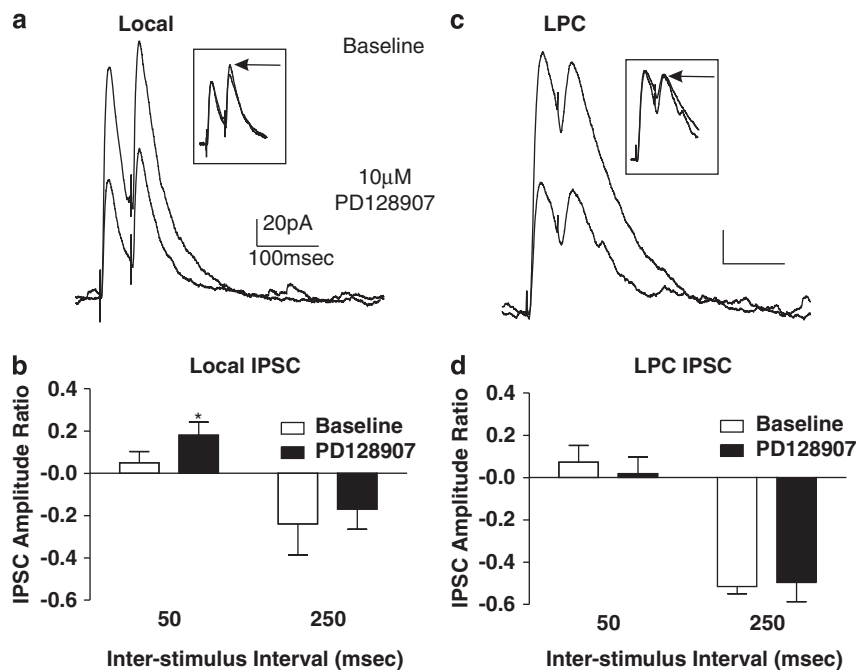 a
Local
Baseline
10µM
PD128907
20pA
100msec
c
LPC
b
Local IPSC
IPSC Amplitude Ratio
0.4
0.2
-0.0
-0.2
-0.4
-0.6
*
Baseline
PD128907
50
250
Inter-stimulus Interval (msec)
d
LPC IPSC
IPSC Amplitude Ratio
0.4
0.2
-0.0
-0.2
-0.4
-0.6
Baseline
PD128907
50
250
Inter-stimulus Interval (msec)